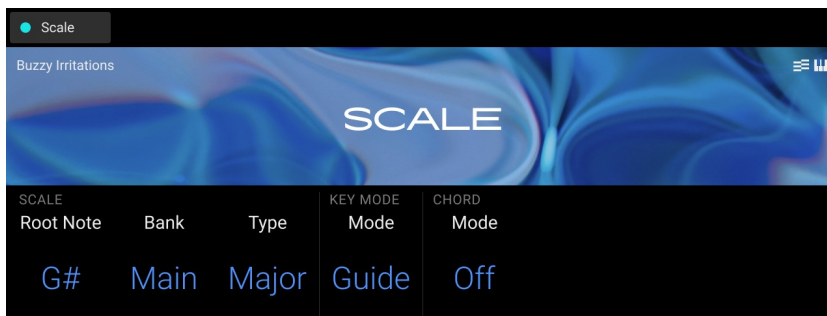 Scale
Buzzy Irritations
SCALE
SCALE KEY MODE CHORD
Root Note Bank Type Mode Mode
G# Main Major Guide Off